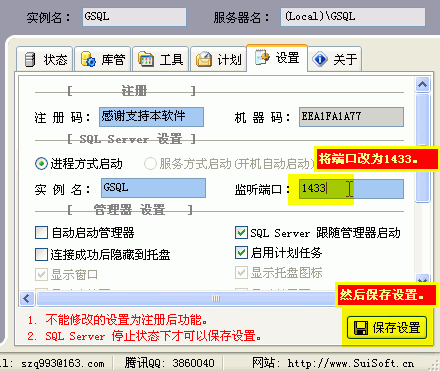 实例名： GSQL 服务器名： (Local)\GSQL
状态 库管 工具 计划 设置 关于
[ 注册 ]
注 册 码： 感谢支持本软件 机 器 码： EEA1FA1A77
[ SQL Server 设置 ]
进程方式启动 服务方式启动(开机自动启动)
将端口改为1433。
实 例 名： GSQL 监听端口： 1433
[ 管理器 设置 ]
自动启动管理器 SQL Server 跟随管理器启动
连接成功后隐藏到托盘 启用计划任务
显示窗口 显示托盘图标
然后保存设置。
1. 不能修改的设置为注册后功能。
2. SQL Server 停止状态下才可以保存设置。
保存设置
il: szq993@163.com 腾讯QQ: 3860040 网站: http://www.SuiSoft.com